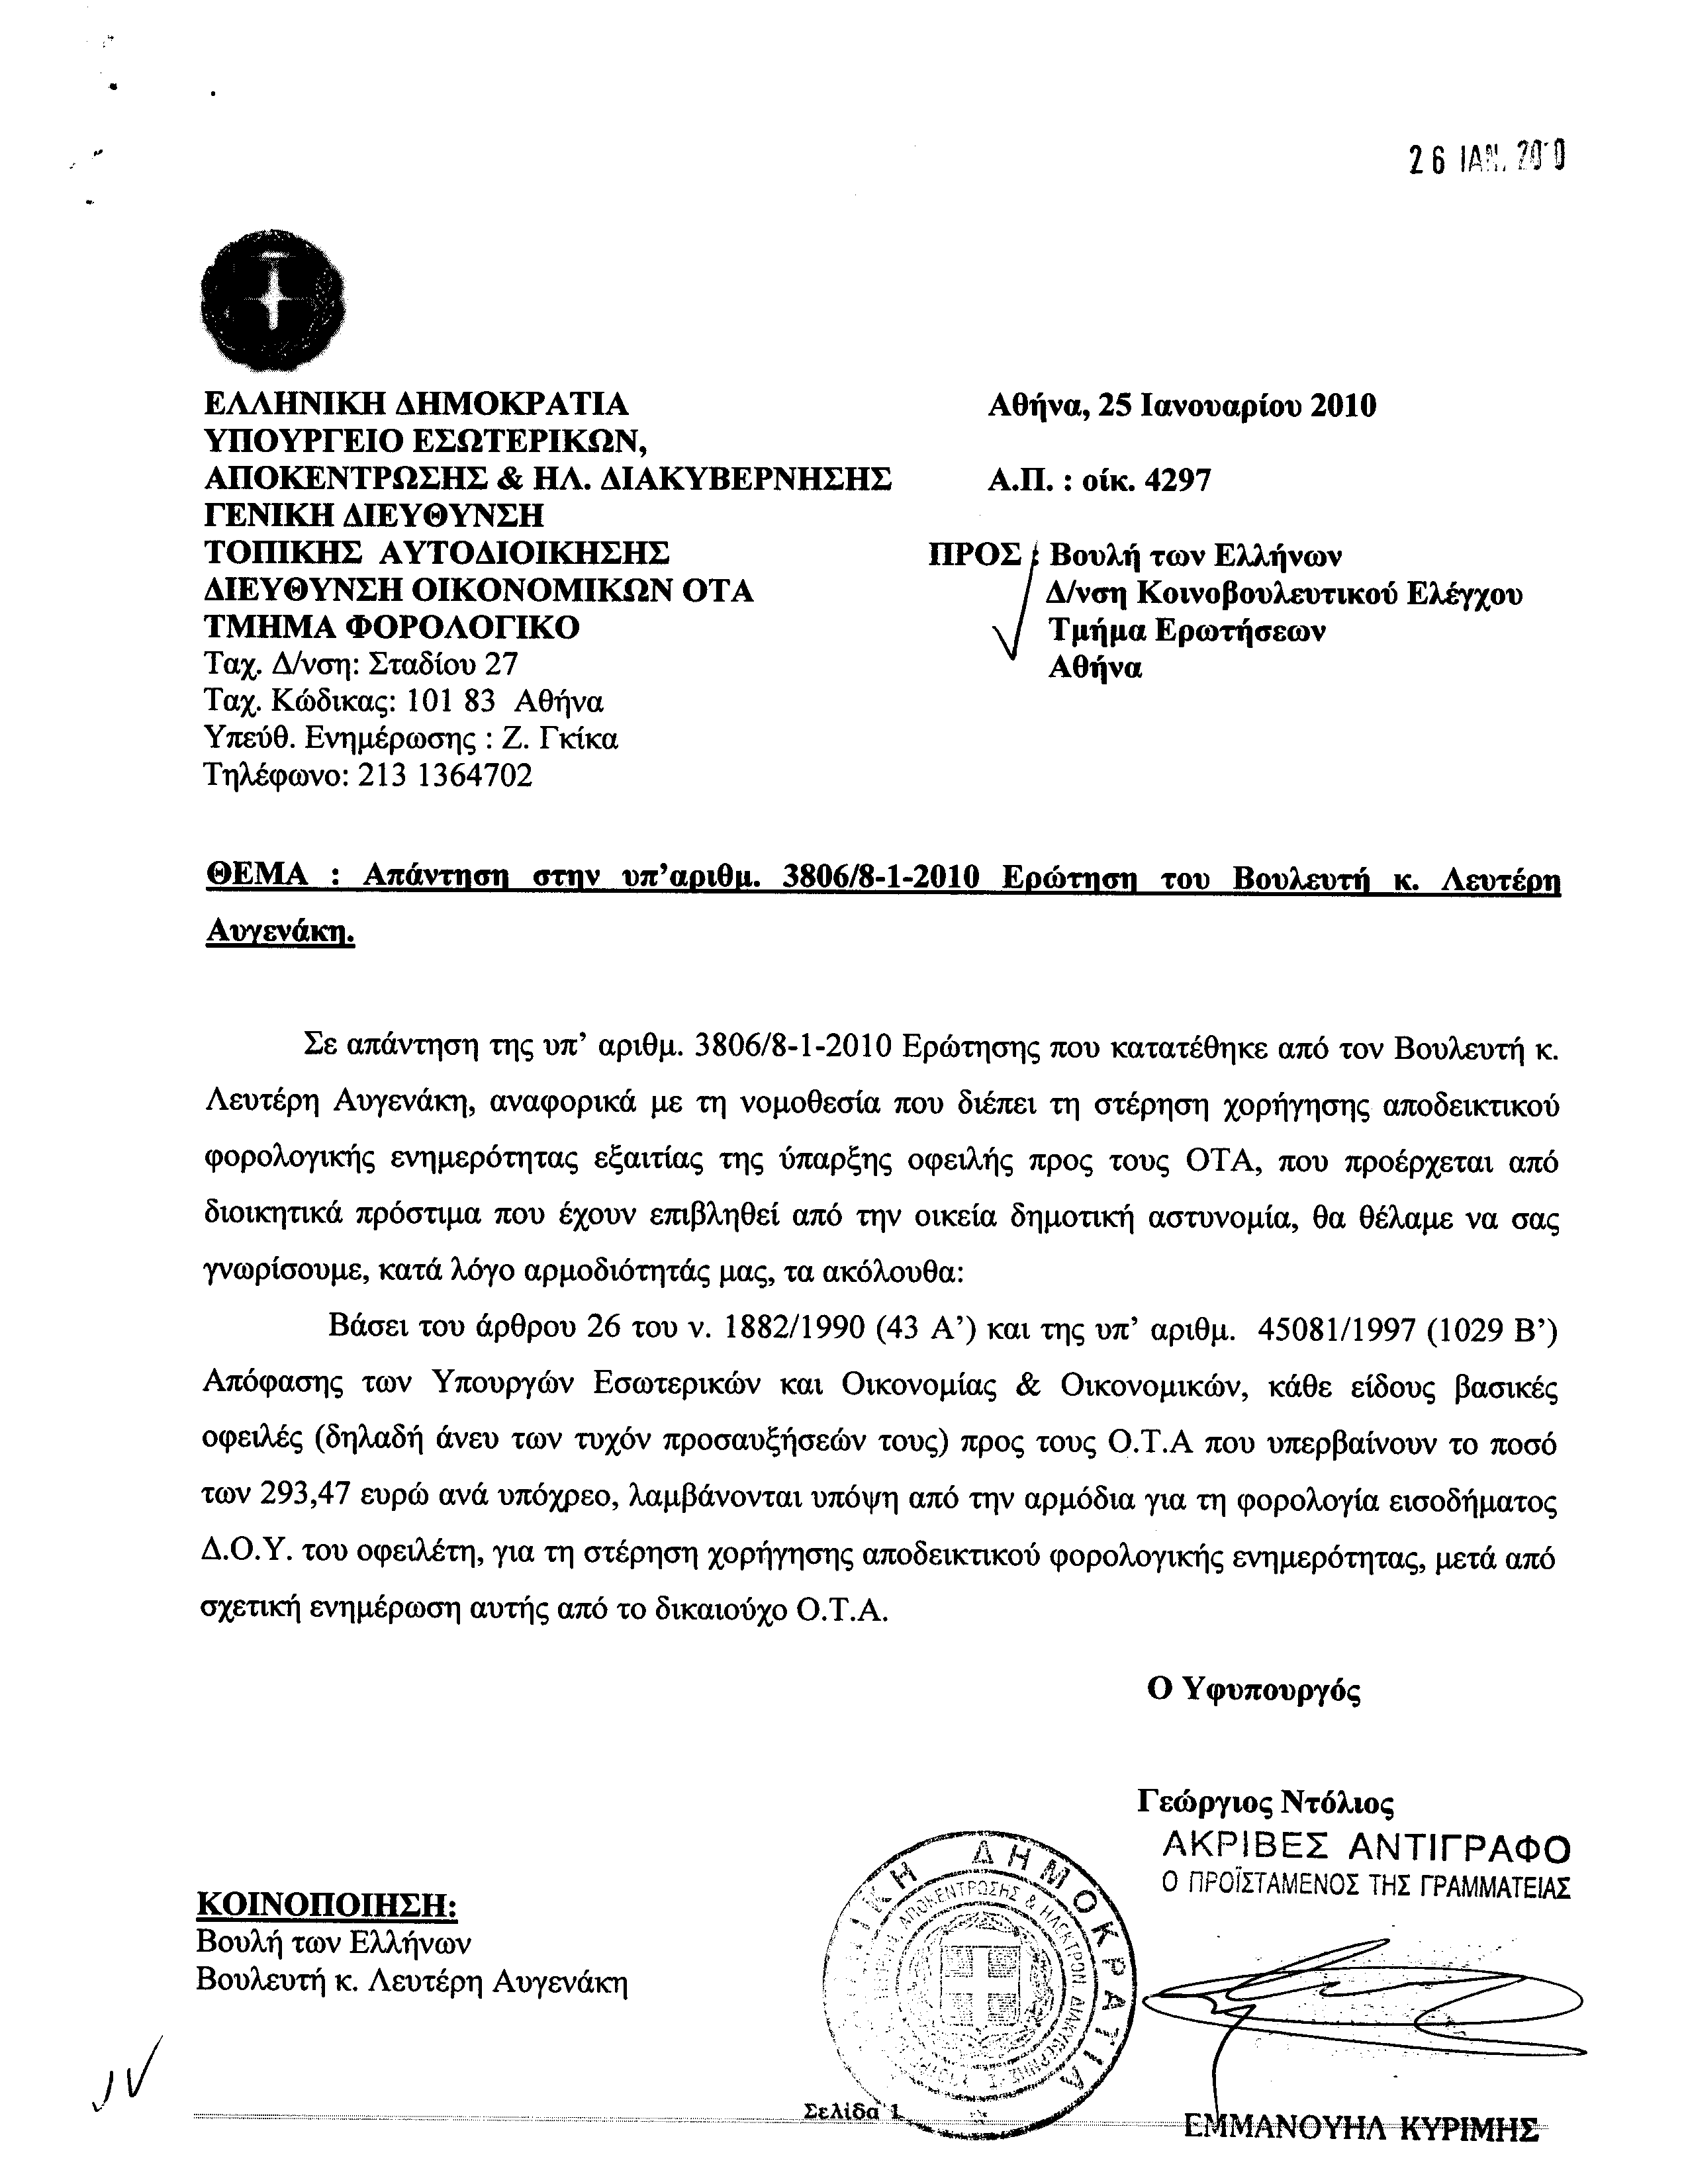 26 ΙΑΝ. 2010
ΕΛΛΗΝΙΚΗ ΔΗΜΟΚΡΑΤΙΑ
ΥΠΟΥΡΓΕΙΟ ΕΣΩΤΕΡΙΚΩΝ,
ΑΠΟΚΕΝΤΡΩΣΗΣ & ΗΛ. ΔΙΑΚΥΒΕΡΝΗΣΗΣ
ΓΕΝΙΚΗ ΔΙΕΥΘΥΝΣΗ
ΤΟΠΙΚΗΣ ΑΥΤΟΔΙΟΙΚΗΣΗΣ
ΔΙΕΥΘΥΝΣΗ ΟΙΚΟΝΟΜΙΚΩΝ ΟΤΑ
ΤΜΗΜΑ ΦΟΡΟΛΟΓΙΚΟ
Ταχ. Δ/νση: Σταδίου 27
Ταχ. Κώδικας: 101 83 Αθήνα
Υπεύθ. Ενημέρωσης : Ζ. Γκίκα
Τηλέφωνο: 213 1364702
Αθήνα, 25 Ιανουαρίου 2010
Α.Π. : οίκ. 4297
ΠΡΟΣ : Βουλή των Ελλήνων
Δ/νση Κοινοβουλευτικού Ελέγχου
Τμήμα Ερωτήσεων
Αθήνα
ΘΕΜΑ : Απάντηση στην υπ’αριθμ. 3806/8-1-2010 Ερώτηση του Βουλευτή κ. Λευτέρη
Αυγενάκη.
Σε απάντηση της υπ’ αριθμ. 3806/8-1-2010 Ερώτησης που κατατέθηκε από τον Βουλευτή κ.
Λευτέρη Αυγενάκη, αναφορικά με τη νομοθεσία που διέπει τη στέρηση χορήγησης αποδεικτικού
φορολογικής ενημερότητας εξαιτίας της ύπαρξης οφειλής προς τους ΟΤΑ, που προέρχεται από
διοικητικά πρόστιμα που έχουν επιβληθεί από την οικεία δημοτική αστυνομία, θα θέλαμε να σας
γνωρίσουμε, κατά λόγο αρμοδιότητάς μας, τα ακόλουθα:
Βάσει του άρθρου 26 του ν. 1882/1990 (43 Α’) και της υπ’ αριθμ. 45081/1997 (1029 Β’)
Απόφασης των Υπουργών Εσωτερικών και Οικονομίας & Οικονομικών, κάθε είδους βασικές
οφειλές (δηλαδή άνευ των τυχόν προσαυξήσεών τους) προς τους Ο.Τ.Α που υπερβαίνουν το ποσό
των 293,47 ευρώ ανά υπόχρεο, λαμβάνονται υπόψη από την αρμόδια για τη φορολογία εισοδήματος
Δ.Ο.Υ. του οφειλέτη, για τη στέρηση χορήγησης αποδεικτικού φορολογικής ενημερότητας, μετά από
σχετική ενημέρωση αυτής από το δικαιούχο Ο.Τ.Α.
Ο Υφυπουργός
Γεώργιος Ντόλιος
ΑΚΡΙΒΕΣ ΑΝΤΙΓΡΑΦΟ
Ο ΠΡΟΪΣΤΑΜΕΝΟΣ ΤΗΣ ΓΡΑΜΜΑΤΕΙΑΣ
ΕΜΜΑΝΟΥΗΛ ΚΥΡΙΜΗΣ
ΚΟΙΝΟΠΟΙΗΣΗ:
Βουλή των Ελλήνων
Βουλευτή κ. Λευτέρη Αυγενάκη
ΔΗΜΟΚΡΑΤΙΑ
Σελίδα 1